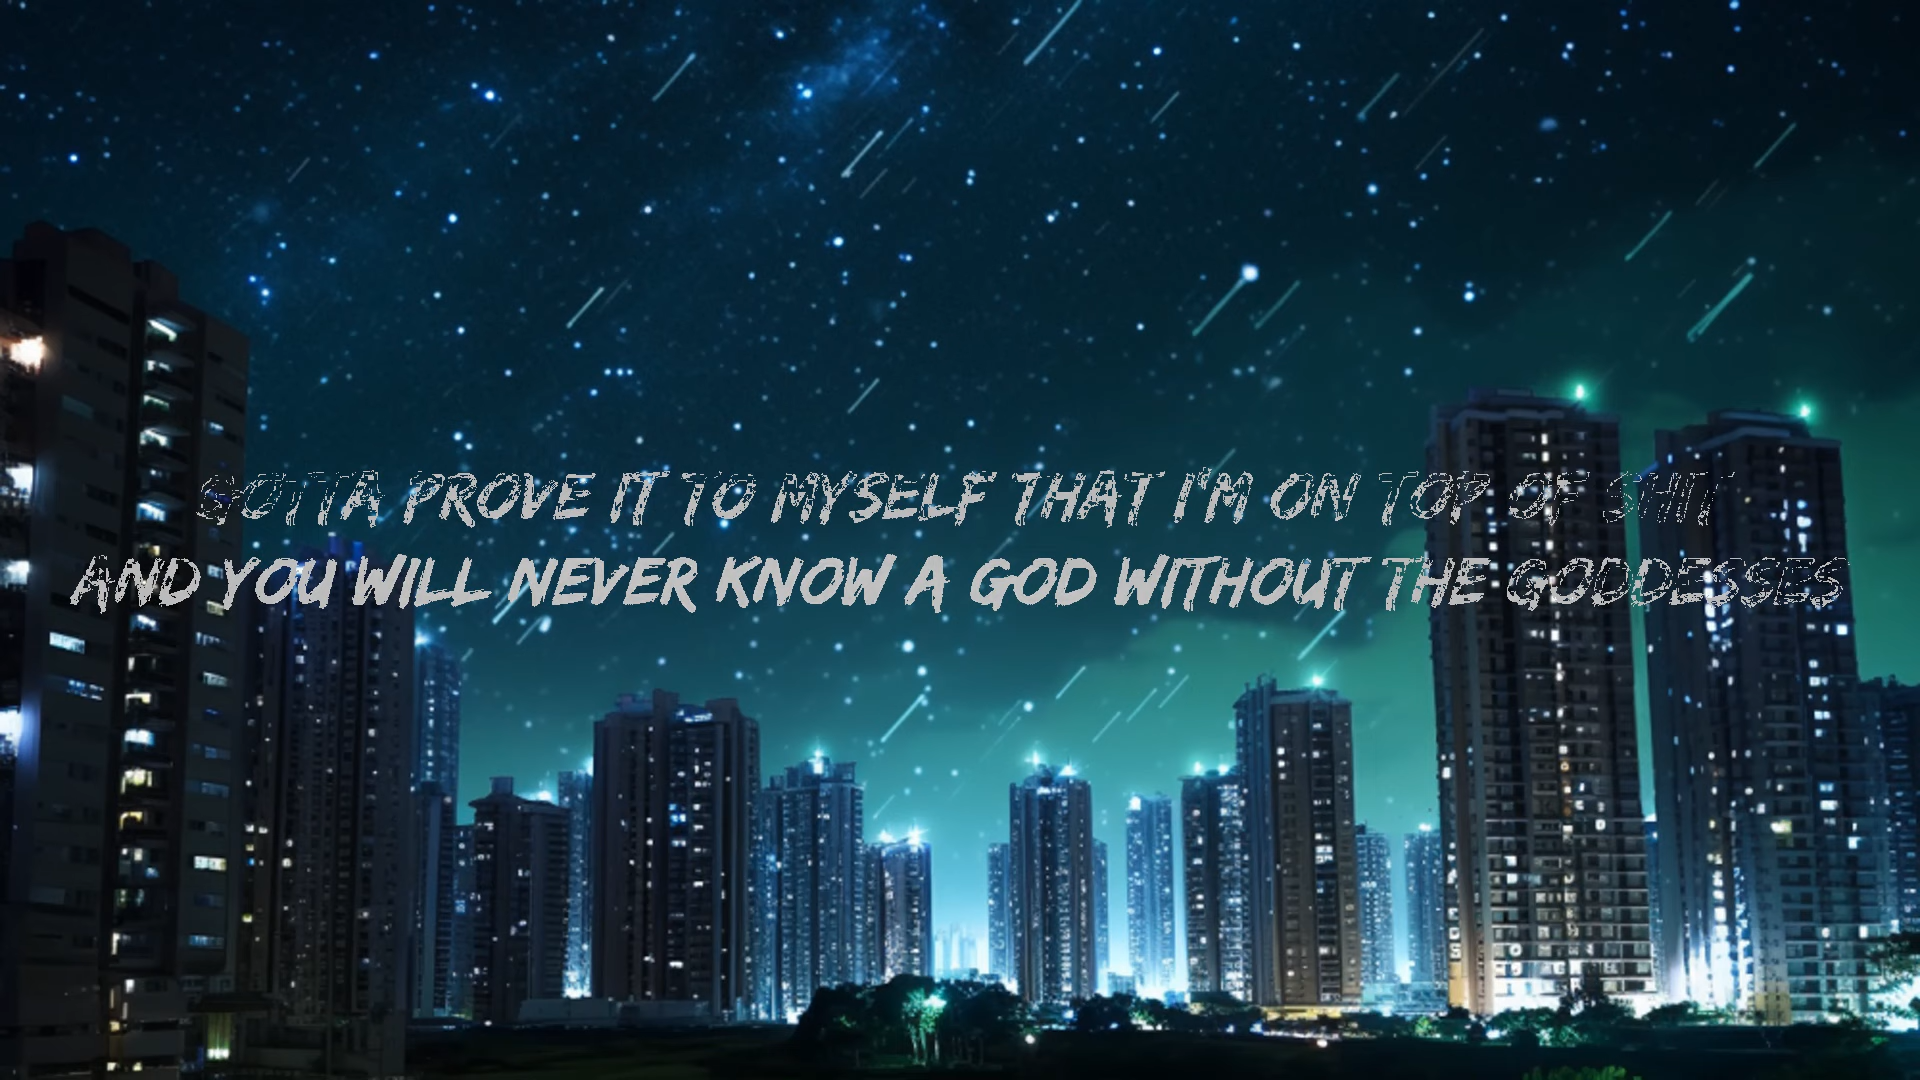 GOTTA PROVE IT TO MYSELF THAT I'M ON TOP OF SHIT
AND YOU WILL NEVER KNOW A GOD WITHOUT THE GODDESSES